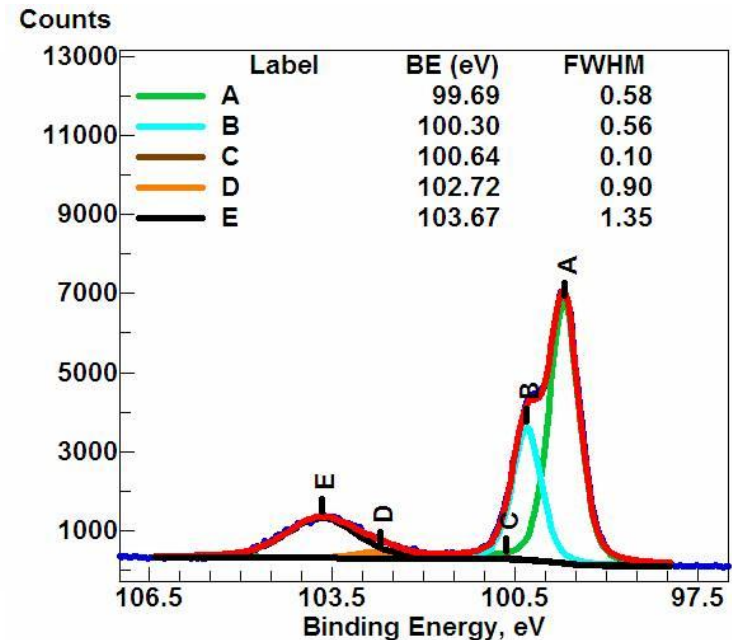 Counts
13000
11000
9000
7000
5000
3000
1000
Label BE (eV) FWHM
A 99.69 0.58
B 100.30 0.56
C 100.64 0.10
D 102.72 0.90
E 103.67 1.35
A
B
C
D
E
106.5 103.5 100.5 97.5
Binding Energy, eV